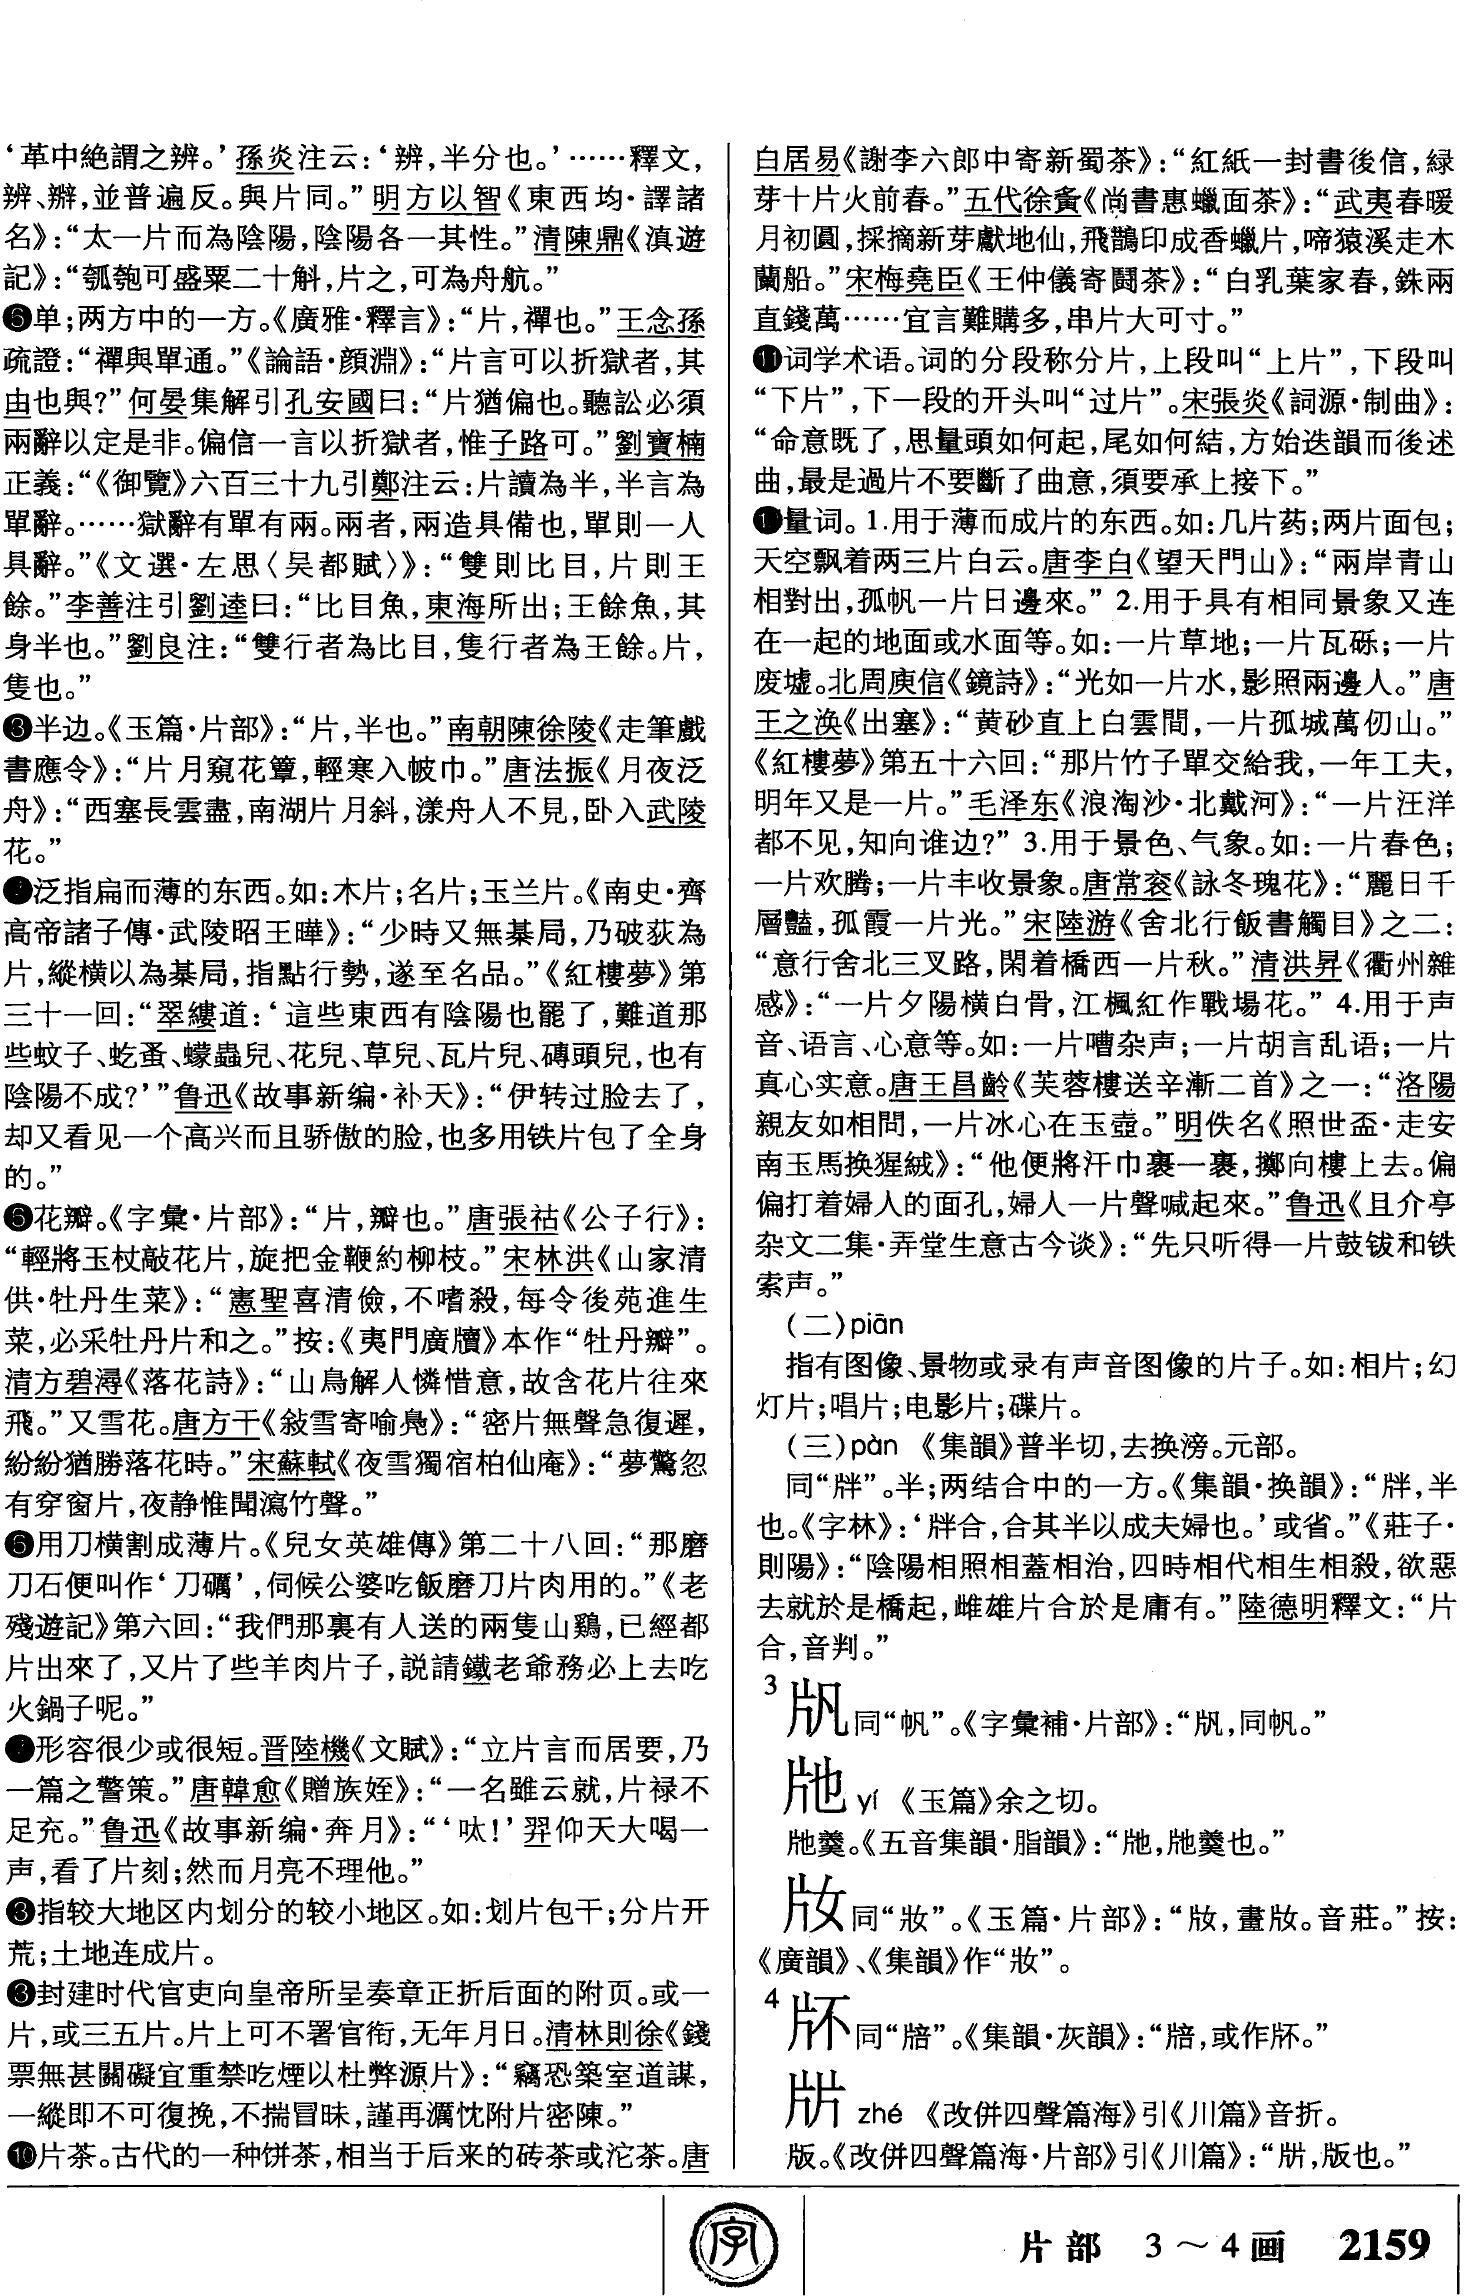 ‘革中絶謂之辨。’孫炎注云：‘辨，半分也。’……釋文，
辨、辦，並普遍反。與片同。”明方以智《東西均·譯諸
名》：“太一片而為陰陽，陰陽各一其性。”清陳鼎《滇遊
記》：“瓠匏可盛粟二十斛，片之，可為舟航。”
❻单；两方中的一方。《廣雅·釋言》：“片，禪也。”王念孫
疏證：“禪與單通。”《論語·顔淵》：“片言可以折獄者，其
由也與？”何晏集解引孔安國曰：“片猶偏也。聽訟必須
兩辭以定是非。偏信一言以折獄者，惟子路可。”劉寶楠
正義：“《御覽》六百三十九引鄭注云：片讀為半，半言為
單辭。……獄辭有單有兩。兩者，兩造具備也，單則一人
具辭。”《文選·左思〈吴都賦〉》：“雙則比目，片則王
餘。”李善注引劉逵曰：“比目魚，東海所出；王餘魚，其
身半也。”劉良注：“雙行者為比目，隻行者為王餘。片，
隻也。”
❸半边。《玉篇·片部》：“片，半也。”南朝陳徐陵《走筆戲
書應令》：“片月窺花簟，輕寒入帔巾。”唐法振《月夜泛
舟》：“西塞長雲盡，南湖片月斜，漾舟人不見，卧入武陵
花。”
泛指扁而薄的东西。如：木片；名片；玉兰片。《南史·齊
高帝諸子傳·武陵昭王曄》：“少時又無棊局，乃破荻為
片，縱横以為棊局，指點行勢，遂至名品。”《紅樓夢》第
三十一回：“翠縷道：‘這些東西有陰陽也罷了，難道那
些蚊子、虼蚤、蠓蟲兒、花兒、草兒、瓦片兒、磚頭兒，也有
陰陽不成？’”鲁迅《故事新编·补天》：“伊转过脸去了，
却又看见一个高兴而且骄傲的脸，也多用铁片包了全身
的。”
❻花瓣。《字彙·片部》：“片，瓣也。”唐張祜《公子行》：
“輕將玉杖敲花片，旋把金鞭約柳枝。”宋林洪《山家清
供·牡丹生菜》：“憲聖喜清儉，不嗜殺，每令後苑進生
菜，必采牡丹片和之。”按：《夷門廣牘》本作“牡丹瓣”。
清方碧潯《落花詩》：“山鳥解人憐惜意，故含花片往來
飛。”又雪花。唐方干《敍雪寄喻鳧》：“密片無聲急復遲，
紛紛猶勝落花時。”宋蘇軾《夜雪獨宿柏仙庵》：“夢驚忽
有穿窗片，夜静惟聞瀉竹聲。”
❻用刀横割成薄片。《兒女英雄傳》第二十八回：“那磨
刀石便叫作‘刀礪’，伺候公婆吃飯磨刀片肉用的。”《老
殘遊記》第六回：“我們那裏有人送的兩隻山鷄，已經都
片出來了，又片了些羊肉片子，説請鐵老爺務必上去吃
火鍋子呢。”
形容很少或很短。晋陸機《文賦》：“立片言而居要，乃
一篇之警策。”唐韓愈《贈族姪》：“一名雖云就，片禄不
足充。”鲁迅《故事新编·奔月》：“‘呔！’羿仰天大喝一
声，看了片刻；然而月亮不理他。”
❸指较大地区内划分的较小地区。如：划片包干；分片开
荒；土地连成片。
❸封建时代官吏向皇帝所呈奏章正折后面的附页。或一
片，或三五片。片上可不署官衔，无年月日。清林則徐《錢
票無甚關礙宜重禁吃煙以杜弊源片》：“竊恐築室道謀，
一縱即不可復挽，不揣冒昧，謹再瀝忱附片密陳。”
❿片茶。古代的一种饼茶，相当于后来的砖茶或沱茶。唐
白居易《謝李六郎中寄新蜀茶》：“紅紙一封書後信，緑
芽十片火前春。”五代徐夤《尚書惠蠟面茶》：“武夷春暖
月初圓，採摘新芽獻地仙，飛鵲印成香蠟片，啼猿溪走木
蘭船。”宋梅堯臣《王仲儀寄鬭茶》：“白乳葉家春，銖兩
直錢萬……宜言難購多，串片大可寸。”
⓫词学术语。词的分段称分片，上段叫“上片”，下段叫
“下片”，下一段的开头叫“过片”。宋張炎《詞源·制曲》：
“命意既了，思量頭如何起，尾如何結，方始迭韻而後述
曲，最是過片不要斷了曲意，須要承上接下。”
量词。1.用于薄而成片的东西。如：几片药；两片面包；
天空飘着两三片白云。唐李白《望天門山》：“兩岸青山
相對出，孤帆一片日邊來。”2.用于具有相同景象又连
在一起的地面或水面等。如：一片草地；一片瓦砾；一片
废墟。北周庾信《鏡詩》：“光如一片水，影照兩邊人。”唐
王之涣《出塞》：“黄砂直上白雲間，一片孤城萬仞山。”
《紅樓夢》第五十六回：“那片竹子單交給我，一年工夫，
明年又是一片。”毛泽东《浪淘沙·北戴河》：“一片汪洋
都不见，知向谁边？”3.用于景色、气象。如：一片春色；
一片欢腾；一片丰收景象。唐常衮《詠冬瑰花》：“麗日千
層豔，孤霞一片光。”宋陸游《舍北行飯書觸目》之二：
“意行舍北三叉路，閑着橋西一片秋。”清洪昇《衢州雜
感》：“一片夕陽横白骨，江楓紅作戰場花。”4.用于声
音、语言、心意等。如：一片嘈杂声；一片胡言乱语；一片
真心实意。唐王昌齡《芙蓉樓送辛漸二首》之一：“洛陽
親友如相問，一片冰心在玉壺。”明佚名《照世盃·走安
南玉馬换猩絨》：“他便將汗巾裹一裹，擲向樓上去。偏
偏打着婦人的面孔，婦人一片聲喊起來。”鲁迅《且介亭
杂文二集·弄堂生意古今谈》：“先只听得一片鼓钹和铁
索声。”
（二）piān
指有图像、景物或录有声音图像的片子。如：相片；幻
灯片；唱片；电影片；碟片。
（三）pàn 《集韻》普半切，去换滂。元部。
同“牉”。半；两结合中的一方。《集韻·换韻》：“牉，半
也。《字林》：‘牉合，合其半以成夫婦也。’或省。”《莊子·
則陽》：“陰陽相照相蓋相治，四時相代相生相殺，欲惡
去就於是橋起，雌雄片合於是庸有。”陸德明釋文：“片
合，音判。”
3
㸩同“帆”。《字彙補·片部》：“㸩，同帆。”
yí 《玉篇》余之切。
羹。《五音集韻·脂韻》：
同“妝”。《玉篇·片部》：“ 音莊。”按：
《廣韻》、《集韻》作“妝”。
4
同“㸬”。《集韻·灰韻》：
zhé 《改併四聲篇海》引《川篇》音折。
版。《改併四聲篇海·片部》引《川篇》：“ ，版也。”
字
片部 3～4画 2159